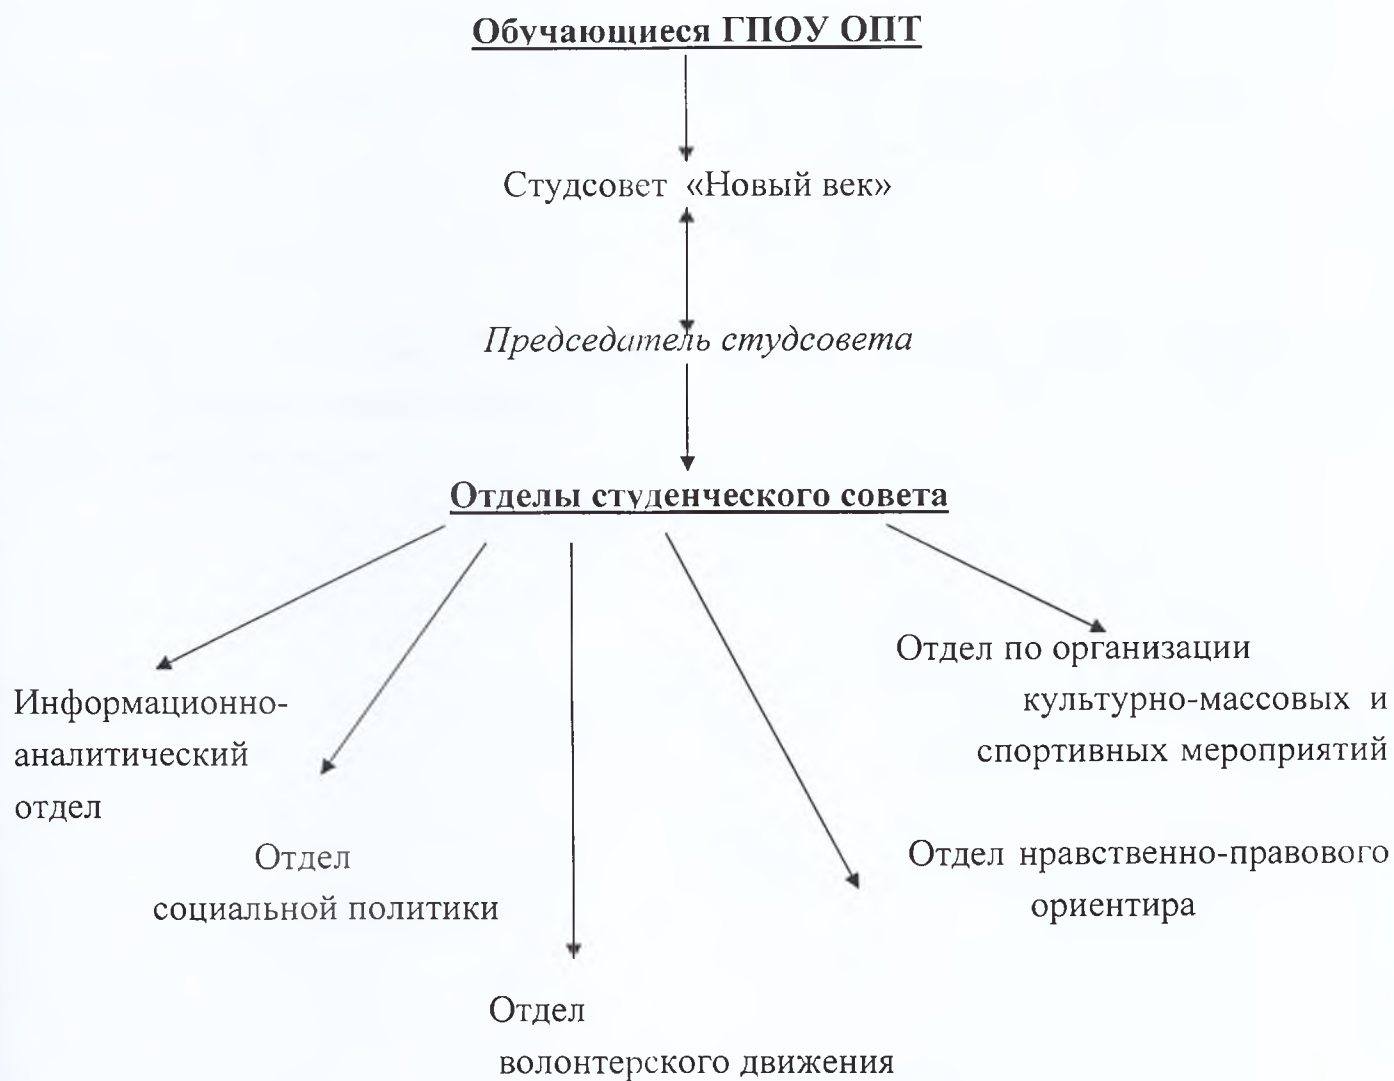 Обучающиеся ГПОУ ОПТ
Студсовет «Новый век»
Председатель студсовета
Отделы студенческого совета
Информационно-
аналитический
отдел
Отдел
социальной политики
Отдел
волонтерского движения
Отдел нравственно-правового
ориентира
Отдел по организации
культурно-массовых и
спортивных мероприятий